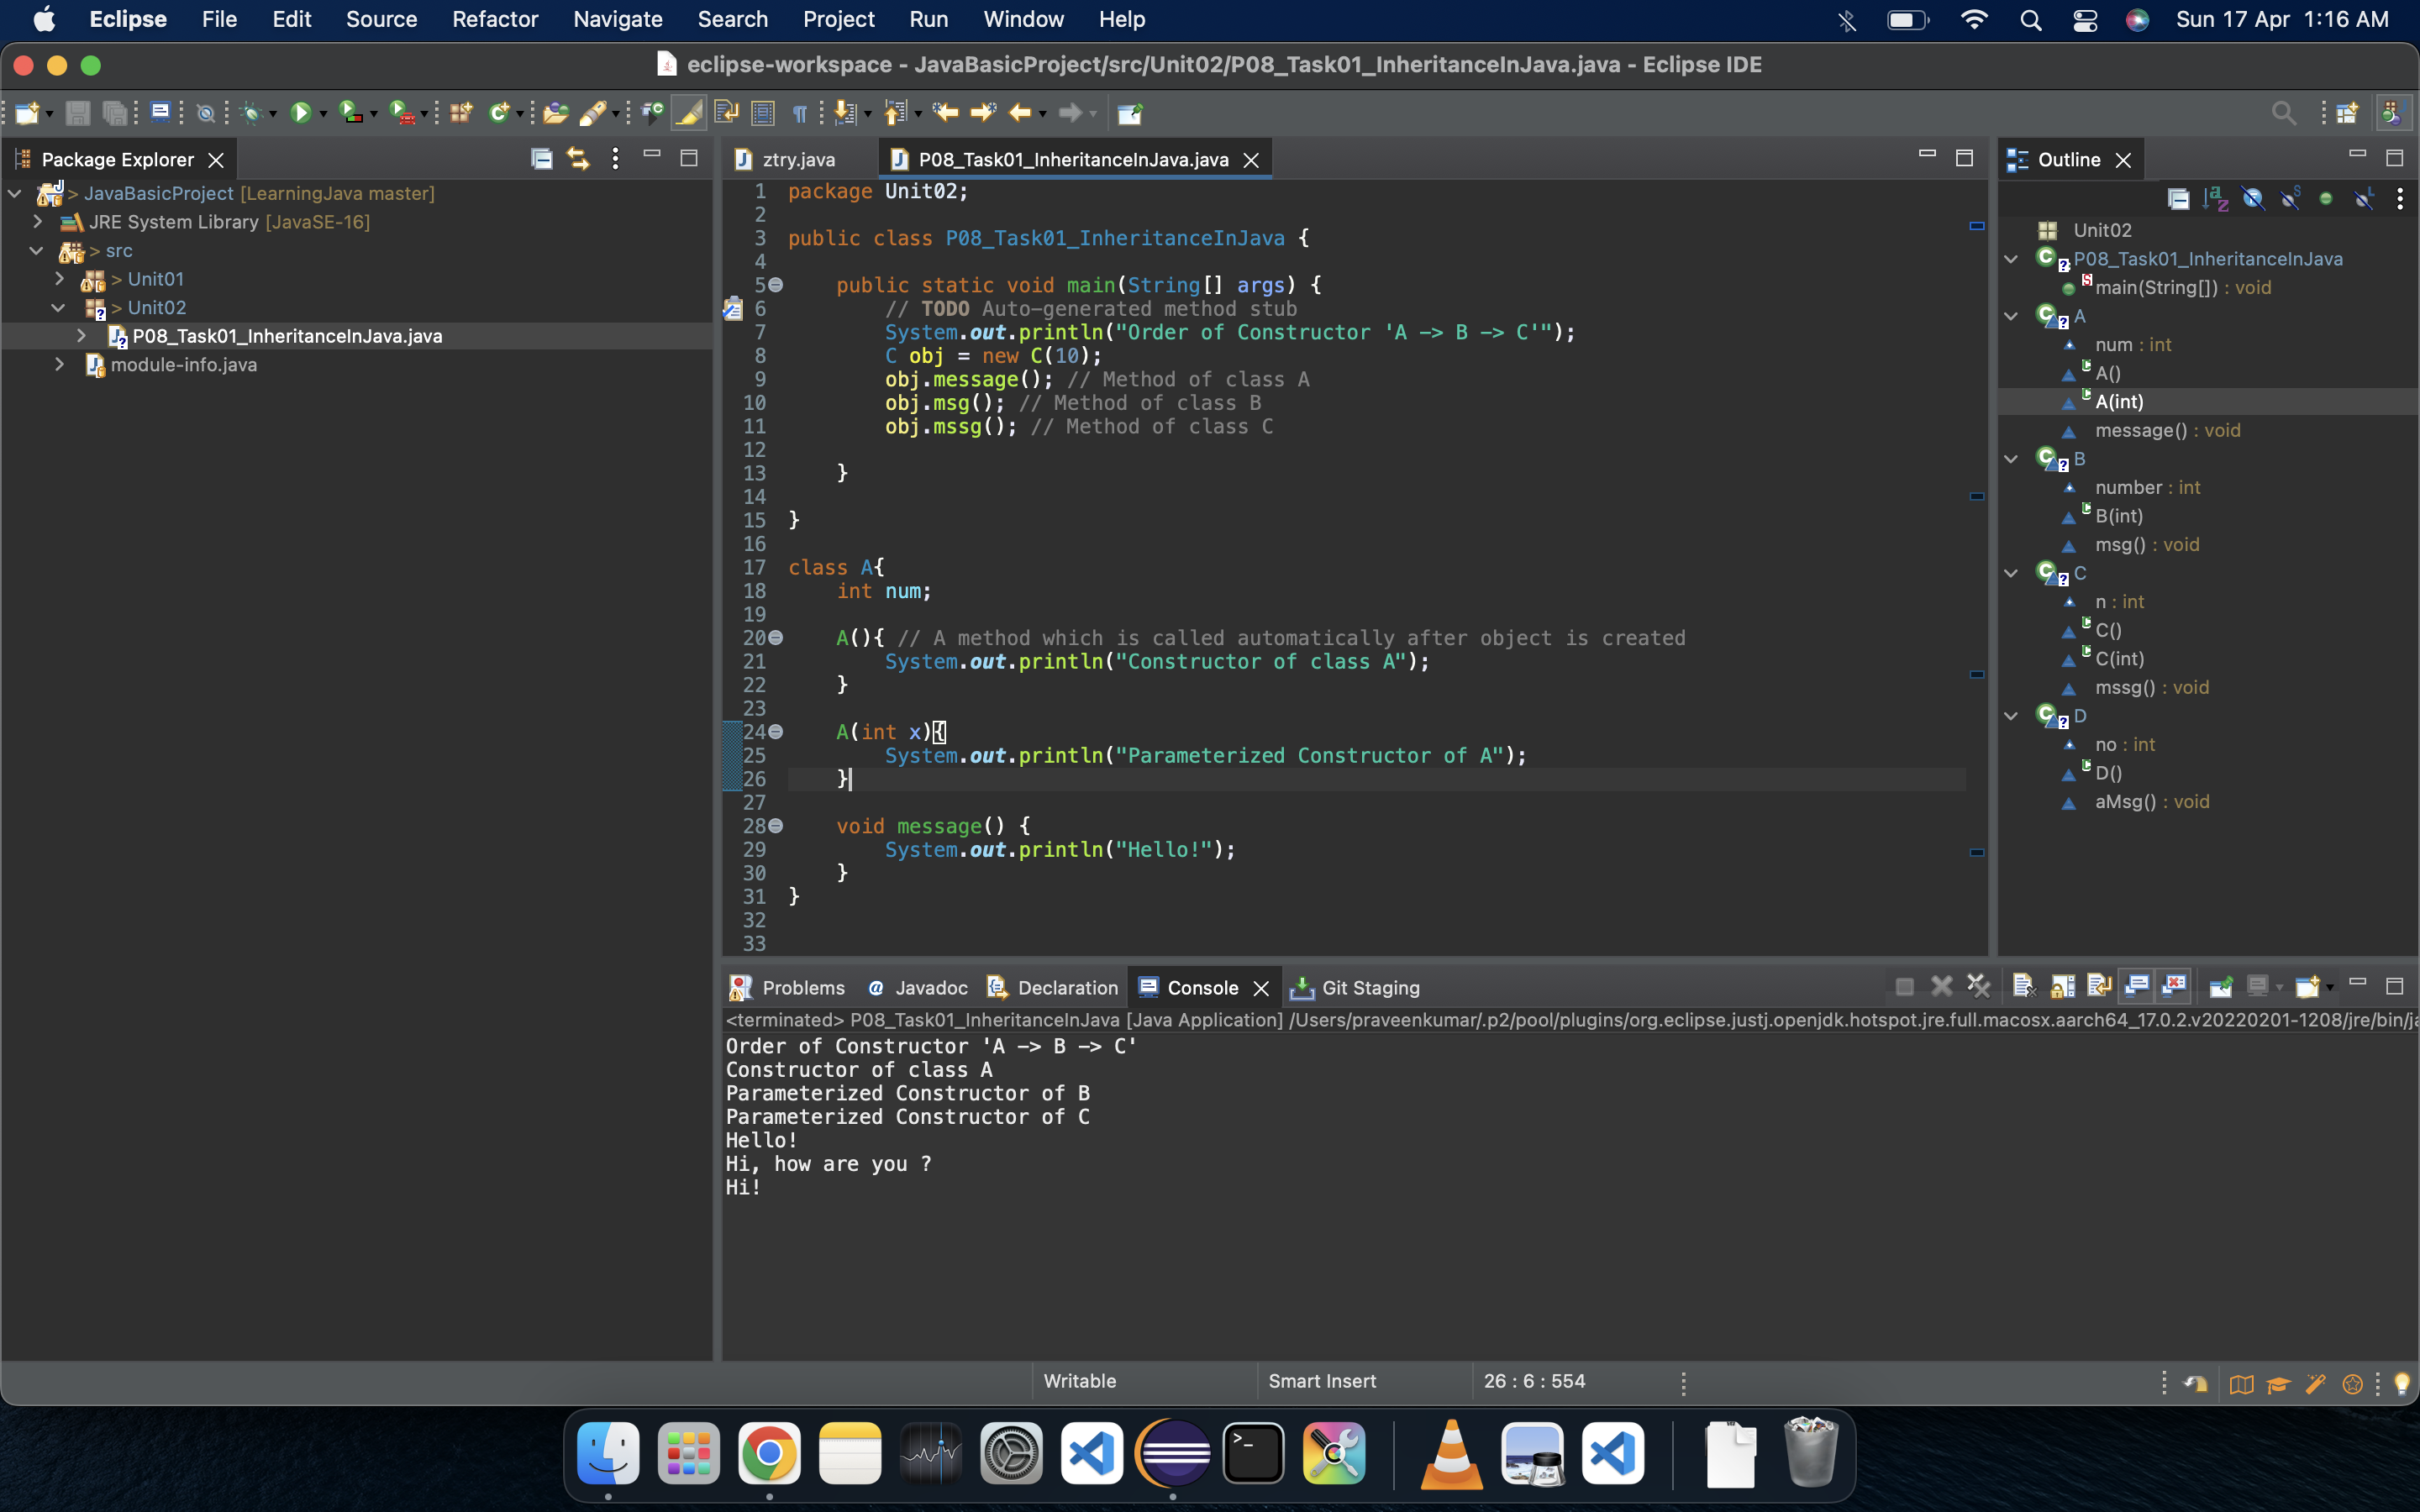 Eclipse File Edit Source Refactor Navigate Search Project Run Window Help Sun 17 Apr 1:16 AM
eclipse-workspace - JavaBasicProject/src/Unit02/P08_Task01_InheritanceInJava.java - Eclipse IDE
Package Explorer
> JavaBasicProject [LearningJava master]
JRE System Library [JavaSE-16]
> src
> Unit01
> Unit02
P08_Task01_InheritanceInJava.java
module-info.java
ztry.java P08_Task01_InheritanceInJava.java
1 package Unit02;
2
3 public class P08_Task01_InheritanceInJava {
4
5 public static void main(String[] args) {
6 // TODO Auto-generated method stub
7 System.out.println("Order of Constructor 'A -> B -> C'");
8 C obj = new C(10);
9 obj.message(); // Method of class A
10 obj.msg(); // Method of class B
11 obj.mssg(); // Method of class C
12
13 }
14
15 }
16
17 class A{
18 int num;
19
20 A(){ // A method which is called automatically after object is created
21 System.out.println("Constructor of class A");
22 }
23
24 A(int x){
25 System.out.println("Parameterized Constructor of A");
26 }
27
28 void message() {
29 System.out.println("Hello!");
30 }
31 }
32
33
Outline
Unit02
P08_Task01_InheritanceInJava
main(String[]) : void
A
num : int
A()
A(int)
message() : void
B
number : int
B(int)
msg() : void
C
n : int
C()
C(int)
mssg() : void
D
no : int
D()
aMsg() : void
Problems Javadoc Declaration Console Git Staging
<terminated> P08_Task01_InheritanceInJava [Java Application] /Users/praveenkumar/.p2/pool/plugins/org.eclipse.justj.openjdk.hotspot.jre.full.macosx.aarch64_17.0.2.v20220201-1208/jre/bin/ja
Order of Constructor 'A -> B -> C'
Constructor of class A
Parameterized Constructor of B
Parameterized Constructor of C
Hello!
Hi, how are you ?
Hi!
Writable Smart Insert 26 : 6 : 554